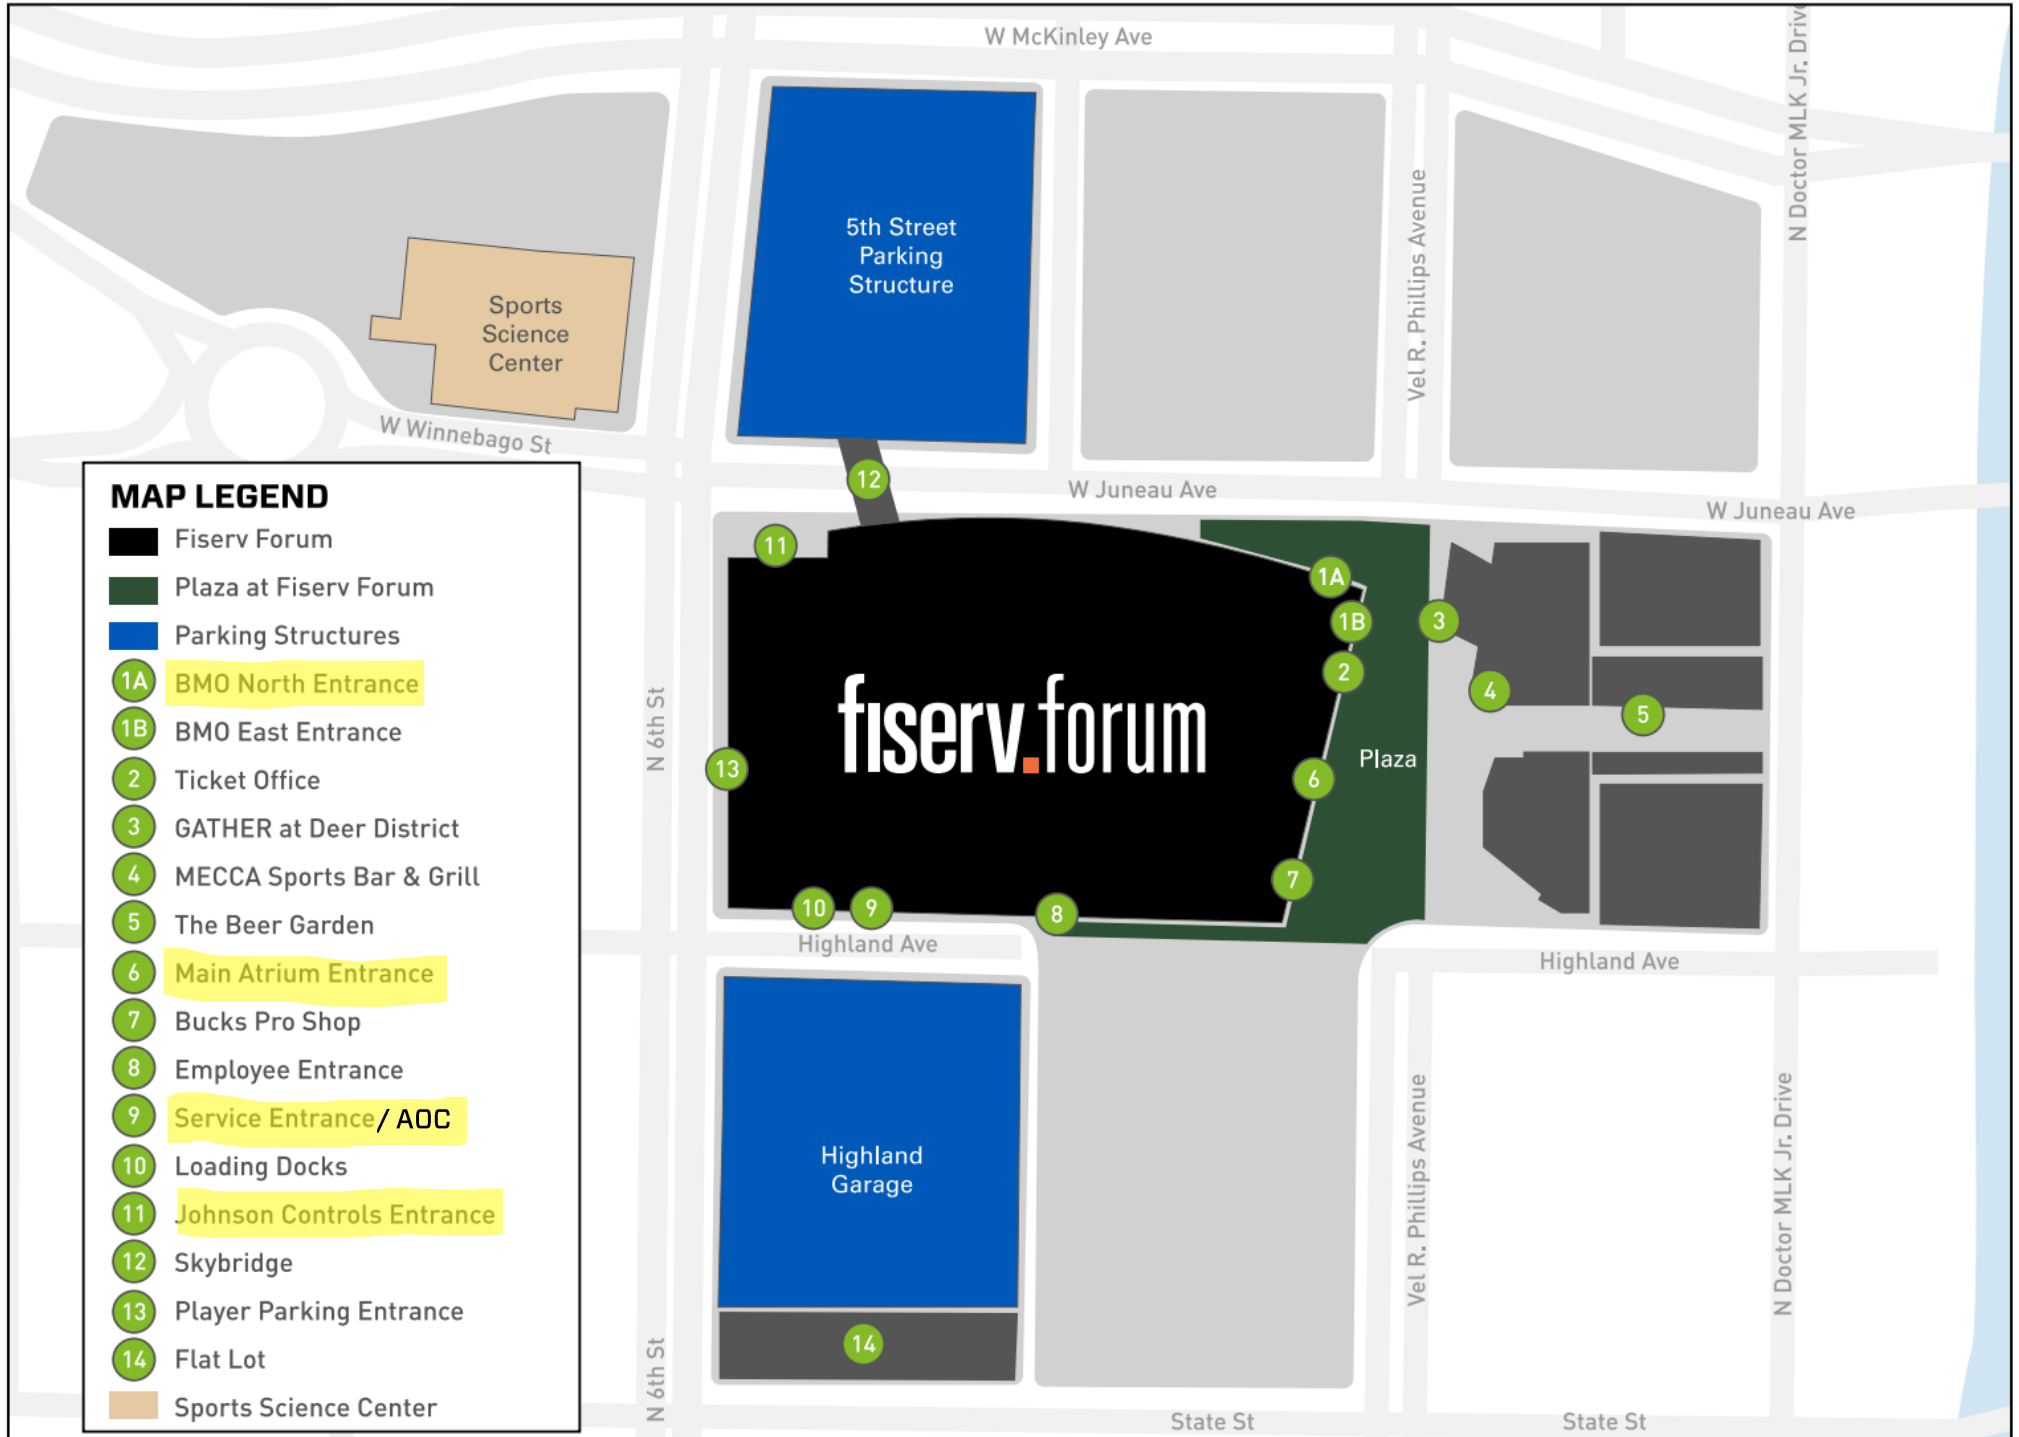 W McKinley Ave
N Doctor MLK Jr. Drive
5th Street
Parking
Structure
Vel R. Phillips Avenue
Sports
Science
Center
W Winnebago St
12
W Juneau Ave
W Juneau Ave
11
1A
1B
2
3
4
5
fiserv.forum
Plaza
N 6th St
13
6
7
10
9
8
Highland Ave
Highland Ave
Highland
Garage
Vel R. Phillips Avenue
N Doctor MLK Jr. Drive
14
N 6th St
State St
State St
MAP LEGEND
Fiserv Forum
Plaza at Fiserv Forum
Parking Structures
1A BMO North Entrance
1B BMO East Entrance
2 Ticket Office
3 GATHER at Deer District
4 MECCA Sports Bar & Grill
5 The Beer Garden
6 Main Atrium Entrance
7 Bucks Pro Shop
8 Employee Entrance
9 Service Entrance/ AOC
10 Loading Docks
11 Johnson Controls Entrance
12 Skybridge
13 Player Parking Entrance
14 Flat Lot
Sports Science Center